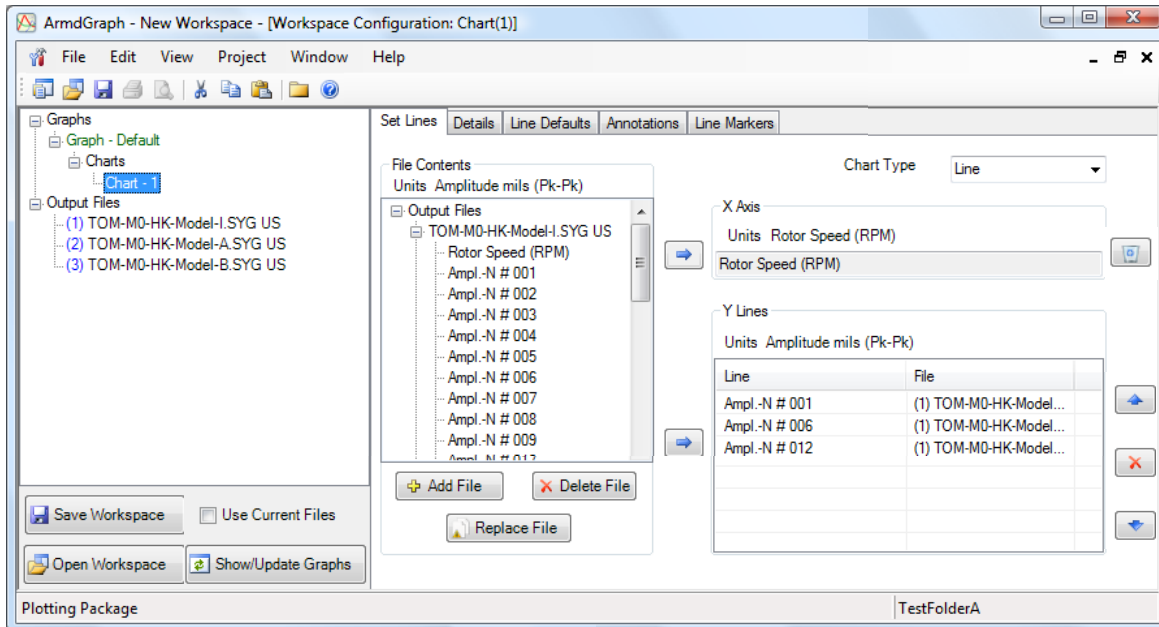 ArmdGraph - New Workspace - [Workspace Configuration: Chart(1)]
File Edit View Project Window Help
Graphs
Graph - Default
Charts
Chart - 1
Output Files
(1) TOM-M0-HK-Model-I.SYG US
(2) TOM-M0-HK-Model-A.SYG US
(3) TOM-M0-HK-Model-B.SYG US
Save Workspace
Use Current Files
Open Workspace
Show/Update Graphs
Set Lines Details Line Defaults Annotations Line Markers
File Contents
Units Amplitude mils (Pk-Pk)
Output Files
TOM-M0-HK-Model-I.SYG US
Rotor Speed (RPM)
Ampl.-N # 001
Ampl.-N # 002
Ampl.-N # 003
Ampl.-N # 004
Ampl.-N # 005
Ampl.-N # 006
Ampl.-N # 007
Ampl.-N # 008
Ampl.-N # 009
Ampl.-N # 012
Add File
Delete File
Replace File
Chart Type Line
X Axis
Units Rotor Speed (RPM)
Rotor Speed (RPM)
Y Lines
Units Amplitude mils (Pk-Pk)
Line File
Ampl.-N # 001 (1) TOM-M0-HK-Model...
Ampl.-N # 006 (1) TOM-M0-HK-Model...
Ampl.-N # 012 (1) TOM-M0-HK-Model...
Plotting Package
TestFolderA